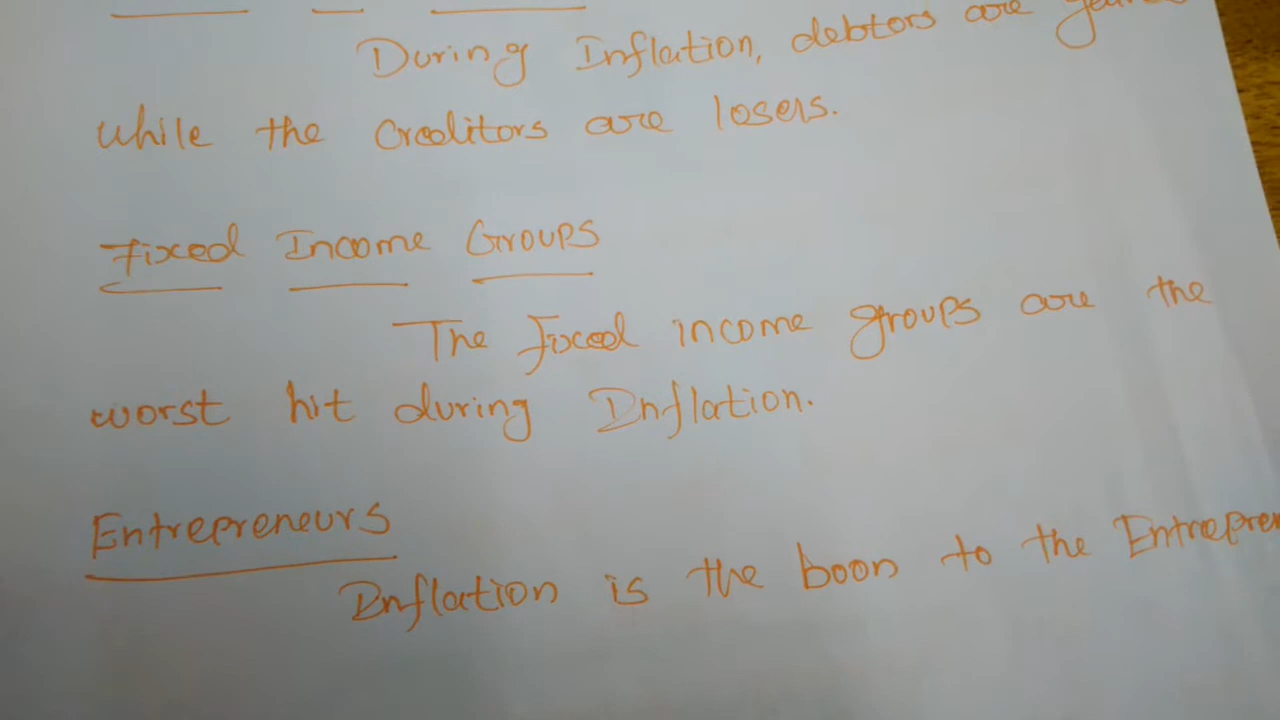 During Inflation, debtors are
while the Creditors are losers.
Fixed Income Groups
The Fixed income groups are the
worst hit during Inflation.
Entrepreneurs
Inflation is the boon to the